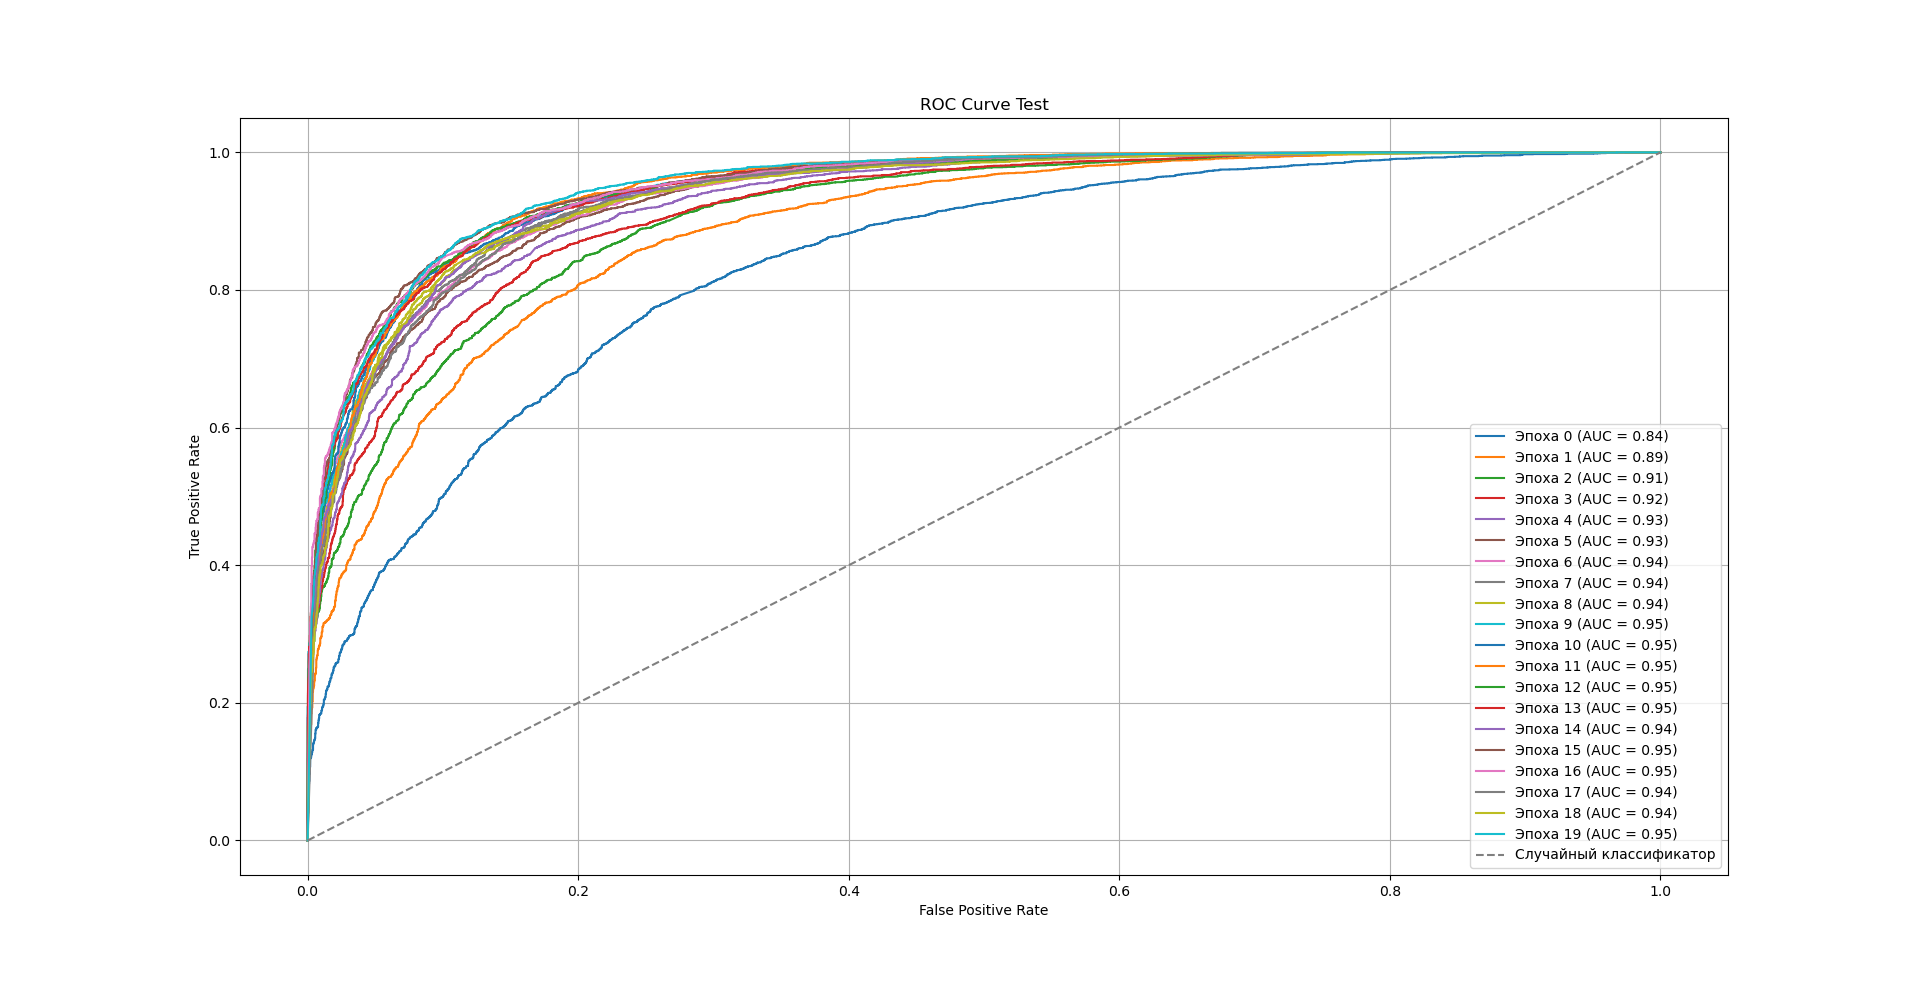 ROC Curve Test
True Positive Rate
1.0
0.8
0.6
0.4
0.2
0.0
0.0
0.2
0.4
0.6
0.8
1.0
False Positive Rate
Эпоха 0 (AUC = 0.84)
Эпоха 1 (AUC = 0.89)
Эпоха 2 (AUC = 0.91)
Эпоха 3 (AUC = 0.92)
Эпоха 4 (AUC = 0.93)
Эпоха 5 (AUC = 0.93)
Эпоха 6 (AUC = 0.94)
Эпоха 7 (AUC = 0.94)
Эпоха 8 (AUC = 0.94)
Эпоха 9 (AUC = 0.95)
Эпоха 10 (AUC = 0.95)
Эпоха 11 (AUC = 0.95)
Эпоха 12 (AUC = 0.95)
Эпоха 13 (AUC = 0.95)
Эпоха 14 (AUC = 0.94)
Эпоха 15 (AUC = 0.95)
Эпоха 16 (AUC = 0.95)
Эпоха 17 (AUC = 0.94)
Эпоха 18 (AUC = 0.94)
Эпоха 19 (AUC = 0.95)
Случайный классификатор